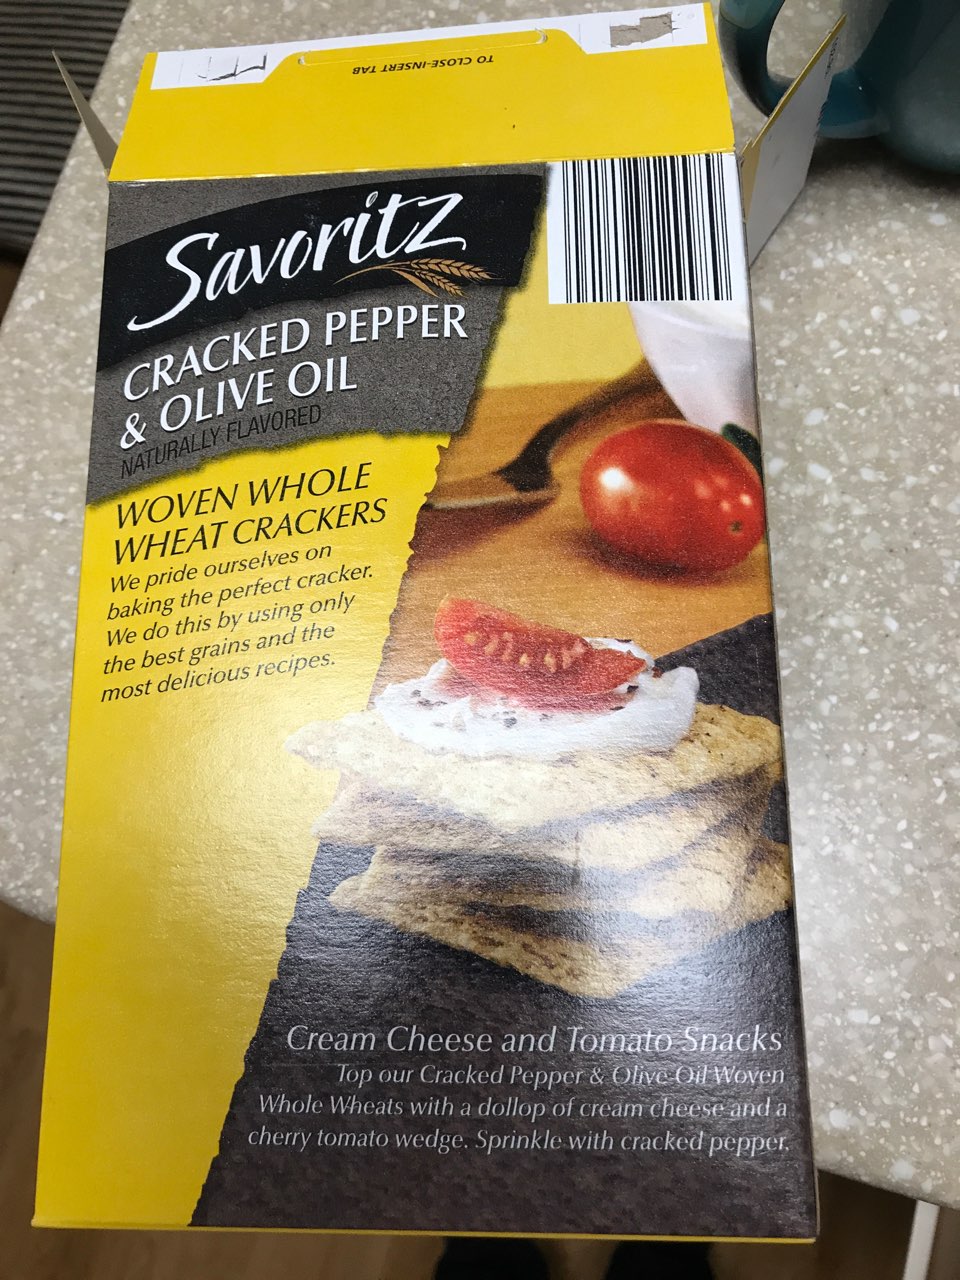 TO CLOSE-INSERT TAB
Savoritz
CRACKED PEPPER
& OLIVE OIL
NATURALLY FLAVORED
WOVEN WHOLE
WHEAT CRACKERS
We pride ourselves on
baking the perfect cracker.
We do this by using only
the best grains and the
most delicious recipes.
Cream Cheese and Tomato Snacks
Top our Cracked Pepper & Olive Oil Woven
Whole Wheats with a dollop of cream cheese and a
cherry tomato wedge. Sprinkle with cracked pepper.